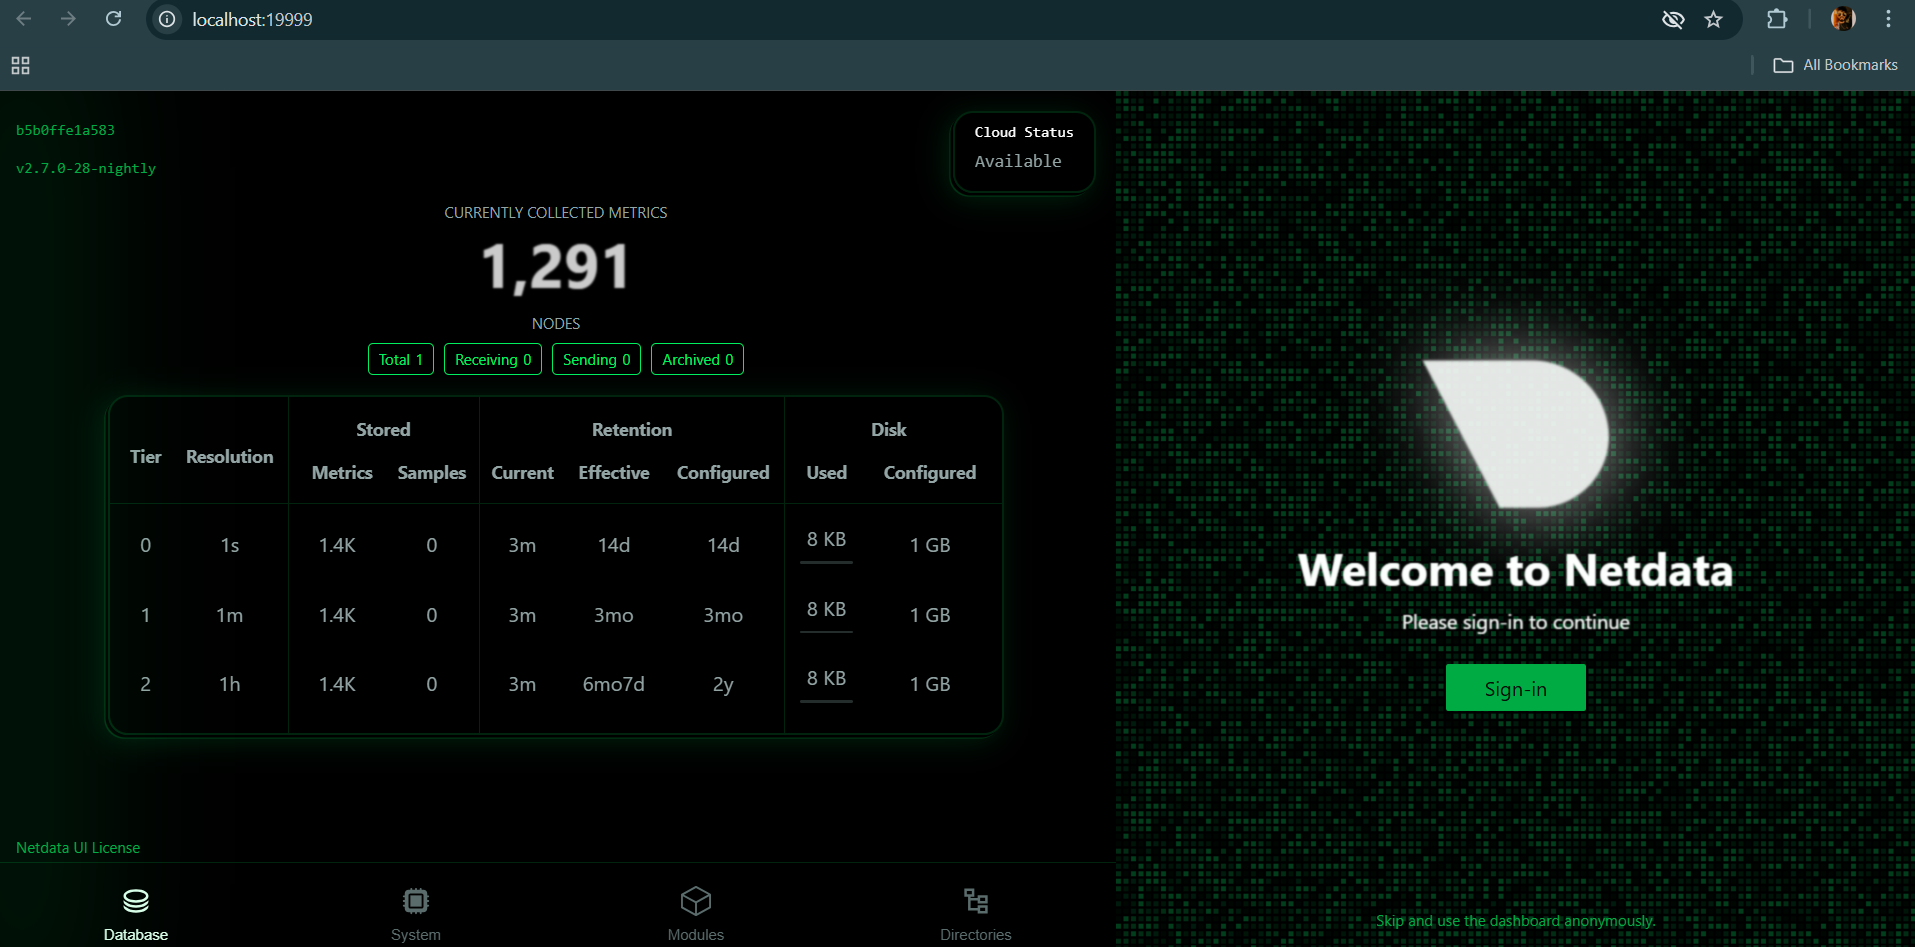 localhost:19999
All Bookmarks
b5b0ffe1a583
v2.7.0-28-nightly
Cloud Status
Available
CURRENTLY COLLECTED METRICS
1,291
NODES
Total 1 Receiving 0 Sending 0 Archived 0
Stored Retention Disk
Tier Resolution Metrics Samples Current Effective Configured Used Configured
0 1s 1.4K 0 3m 14d 14d 8 KB 1 GB
1 1m 1.4K 0 3m 3mo 3mo 8 KB 1 GB
2 1h 1.4K 0 3m 6mo7d 2y 8 KB 1 GB
Netdata UI License
Database System Modules Directories
Welcome to Netdata
Please sign-in to continue
Sign-in
Skip and use the dashboard anonymously.